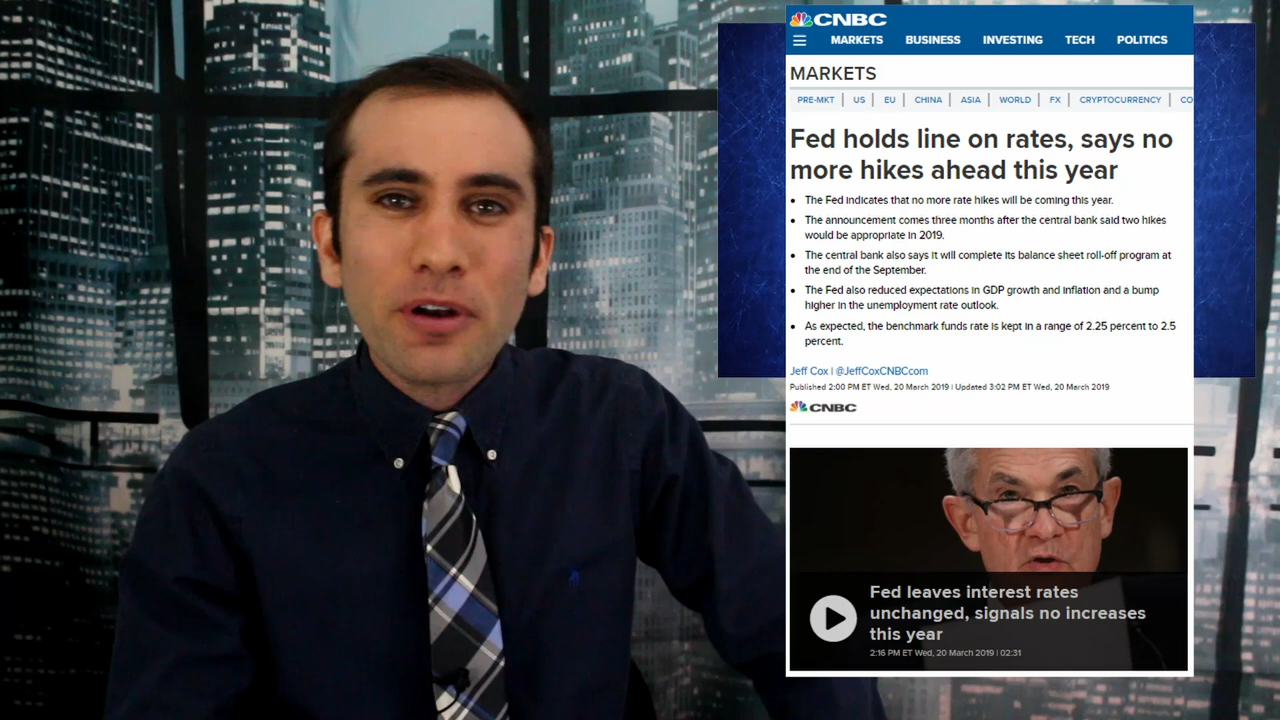 CNBC
MARKETS BUSINESS INVESTING TECH POLITICS
MARKETS
PRE-MKT | US | EU | CHINA | ASIA | WORLD | FX | CRYPTOCURRENCY | CO
Fed holds line on rates, says no
more hikes ahead this year
• The Fed indicates that no more rate hikes will be coming this year.
• The announcement comes three months after the central bank said two hikes
would be appropriate in 2019.
• The central bank also says it will complete its balance sheet roll-off program at
the end of the September.
• The Fed also reduced expectations in GDP growth and inflation and a bump
higher in the unemployment rate outlook.
• As expected, the benchmark funds rate is kept in a range of 2.25 percent to 2.5
percent.
Jeff Cox | @JeffCoxCNBCcom
Published 2:00 PM ET Wed, 20 March 2019 | Updated 3:02 PM ET Wed, 20 March 2019
CNBC
Fed leaves interest rates
unchanged, signals no increases
this year
2:16 PM ET Wed, 20 March 2019 | 02:31